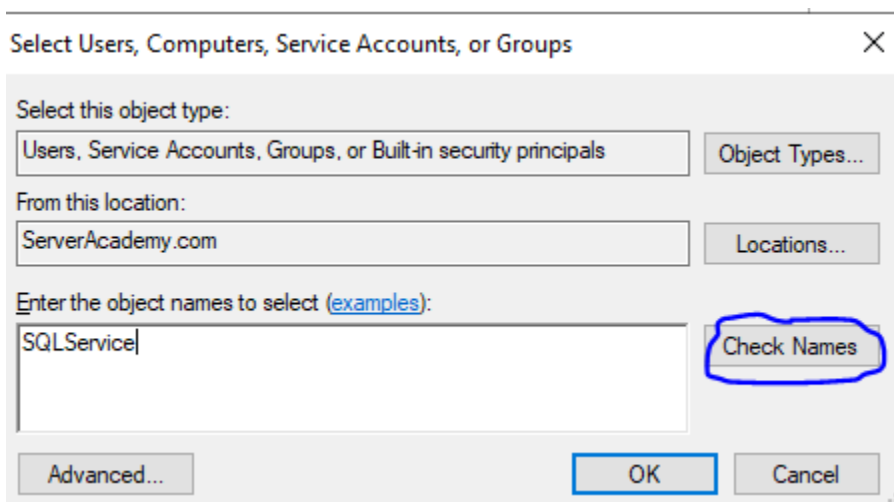 Select Users, Computers, Service Accounts, or Groups
Select this object type:
Users, Service Accounts, Groups, or Built-in security principals
Object Types...
From this location:
ServerAcademy.com
Locations...
Enter the object names to select (examples):
SQLService
Check Names
Advanced...
OK
Cancel